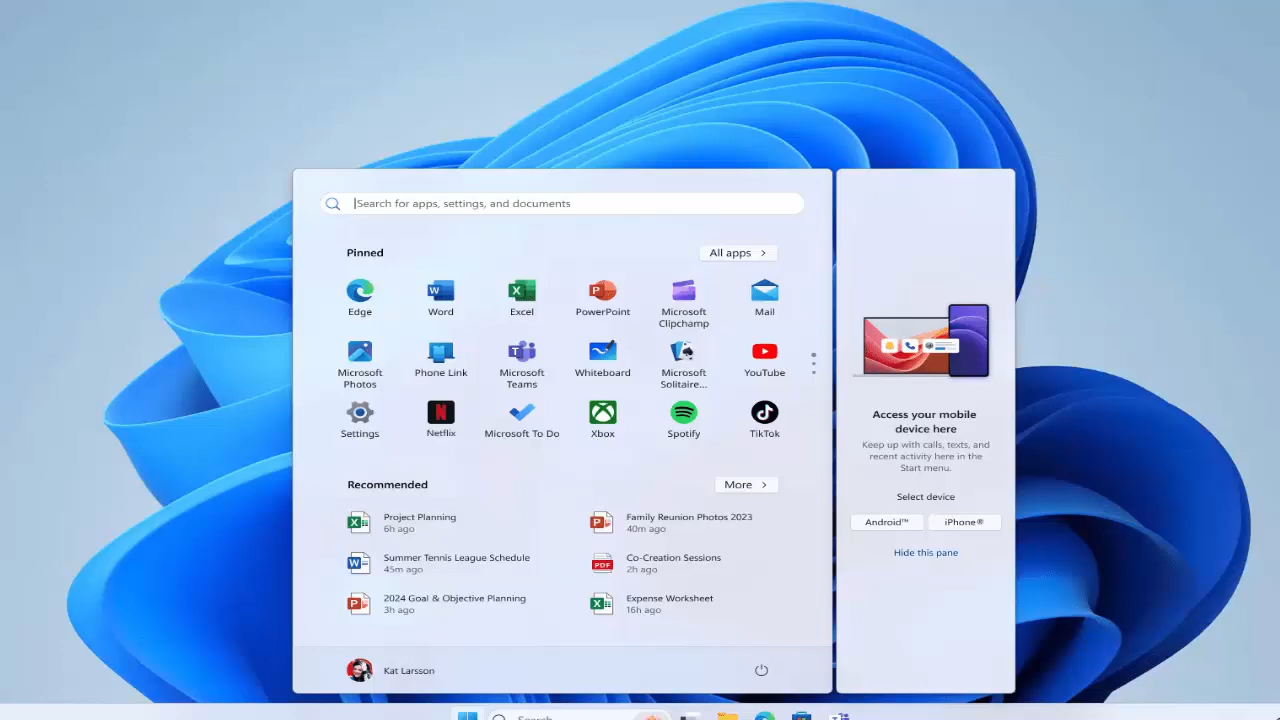 Search for apps, settings, and documents
Pinned
All apps
Edge
Word
Excel
PowerPoint
Microsoft
Clipchamp
Mail
Microsoft
Photos
Phone Link
Microsoft
Teams
Whiteboard
Microsoft
Solitaire...
YouTube
Settings
Netflix
Microsoft To Do
Xbox
Spotify
TikTok
Recommended
More
Project Planning
6h ago
Family Reunion Photos 2023
40m ago
Summer Tennis League Schedule
45m ago
PDF
Co-Creation Sessions
2h ago
2024 Goal & Objective Planning
3h ago
Expense Worksheet
16h ago
Kat Larsson
Access your mobile
device here
Keep up with calls, texts, and
recent activity here in the
Start menu.
Select device
Android™
iPhone®
Hide this pane
Search